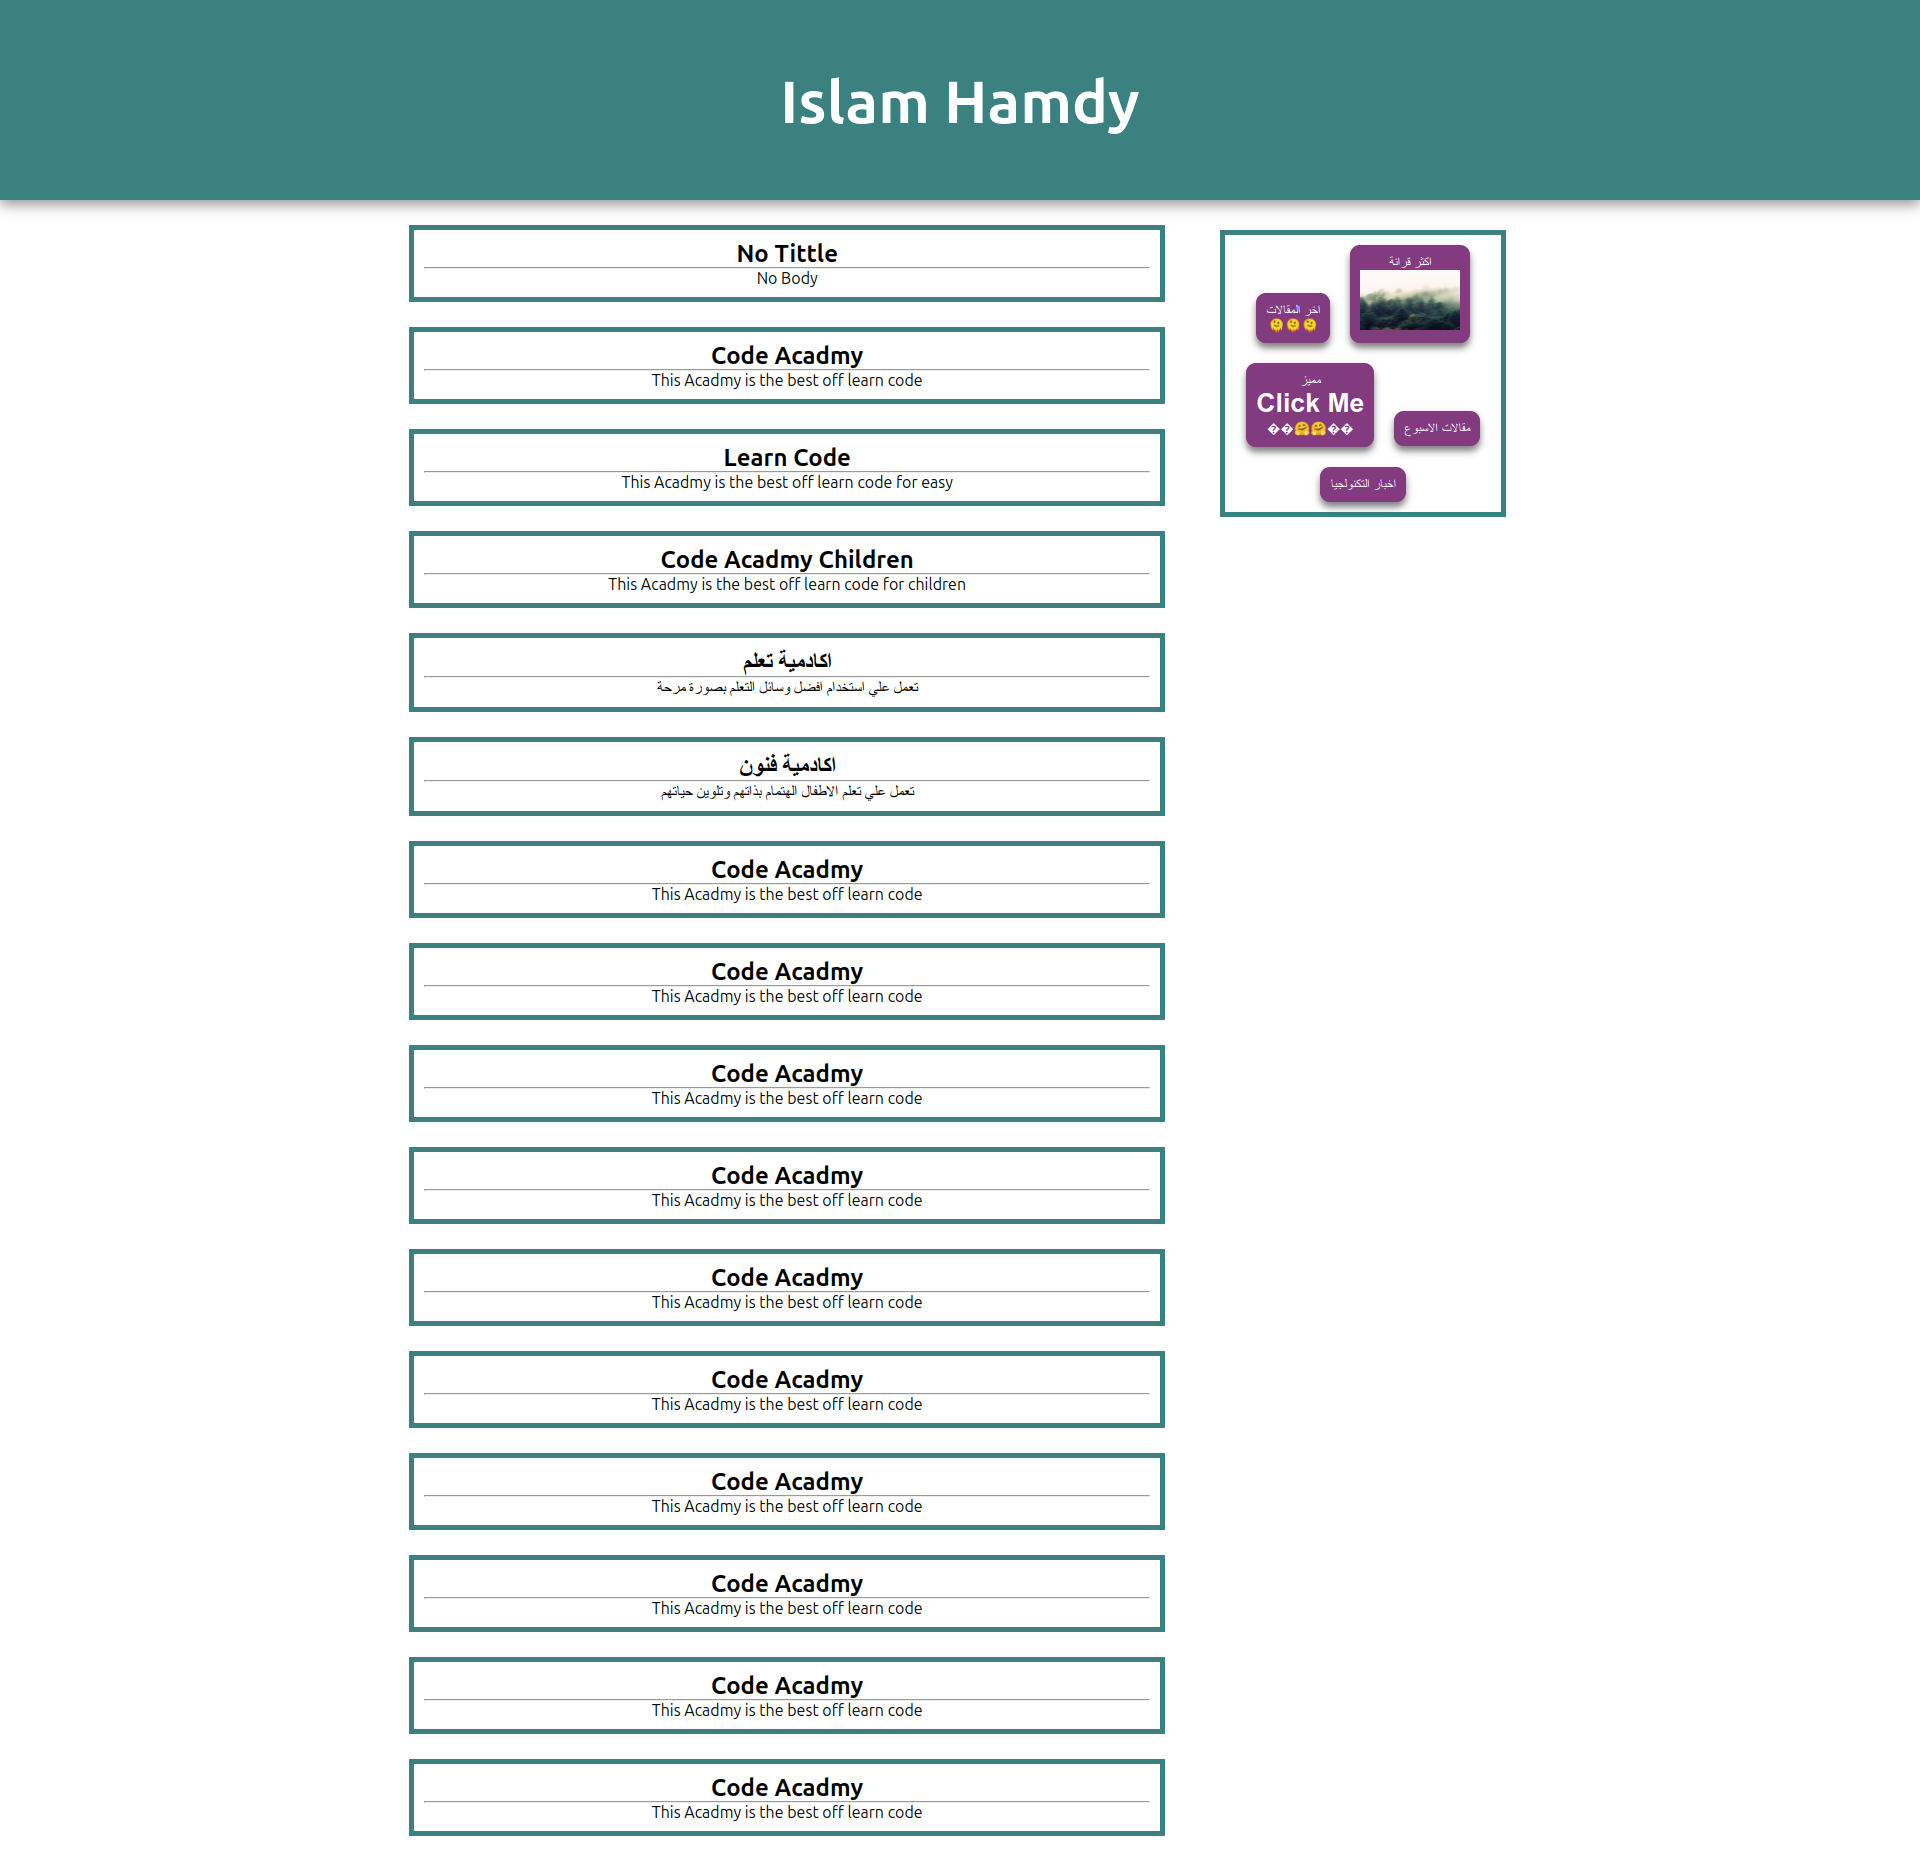 Islam Hamdy
No Tittle
No Body
Code Acadmy
This Acadmy is the best off learn code
Learn Code
This Acadmy is the best off learn code for easy
Code Acadmy Children
This Acadmy is the best off learn code for children
اكادمية تعلم
تعمل علي استخدام افضل وسائل التعلم بصورة مرحة
اكادمية فنون
تعمل علي تعلم الاطفال الهتمام بذاتهم وتلوين حياتهم
Code Acadmy
This Acadmy is the best off learn code
Code Acadmy
This Acadmy is the best off learn code
Code Acadmy
This Acadmy is the best off learn code
Code Acadmy
This Acadmy is the best off learn code
Code Acadmy
This Acadmy is the best off learn code
Code Acadmy
This Acadmy is the best off learn code
Code Acadmy
This Acadmy is the best off learn code
Code Acadmy
This Acadmy is the best off learn code
Code Acadmy
This Acadmy is the best off learn code
Code Acadmy
This Acadmy is the best off learn code
اكثر قرائة
اخر المقالات
🫠🫠🫠
مميز
Click Me
��🤗🤗��
مقالات الاسبوع
اخبار التكنولجيا